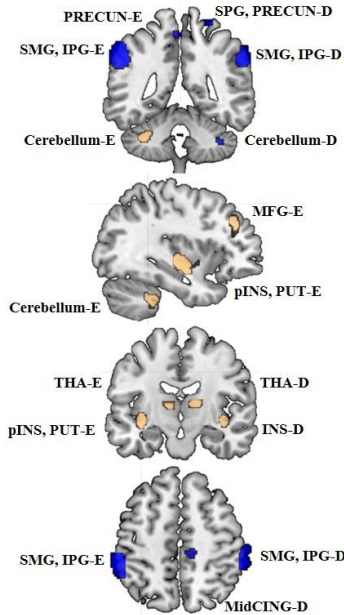 PRECUN-E
SPG, PRECUN-D
SMG, IPG-E
SMG, IPG-D
Cerebellum-E
Cerebellum-D
MFG-E
pINS, PUT-E
Cerebellum-E
THA-E
THA-D
pINS, PUT-E
INS-D
SMG, IPG-E
SMG, IPG-D
MidCING-D